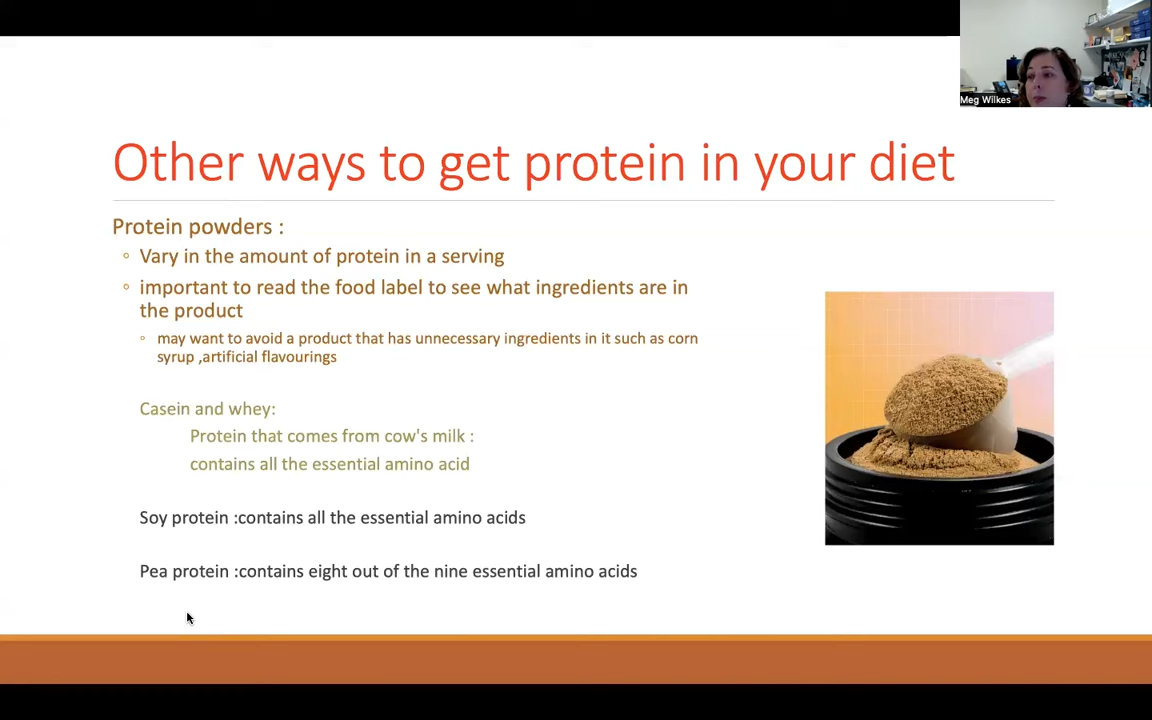 Meg Wilkes
Other ways to get protein in your diet
Protein powders :
◦ Vary in the amount of protein in a serving
◦ important to read the food label to see what ingredients are in
the product
◦ may want to avoid a product that has unnecessary ingredients in it such as corn
syrup ,artificial flavourings
Casein and whey:
Protein that comes from cow's milk :
contains all the essential amino acid
Soy protein :contains all the essential amino acids
Pea protein :contains eight out of the nine essential amino acids